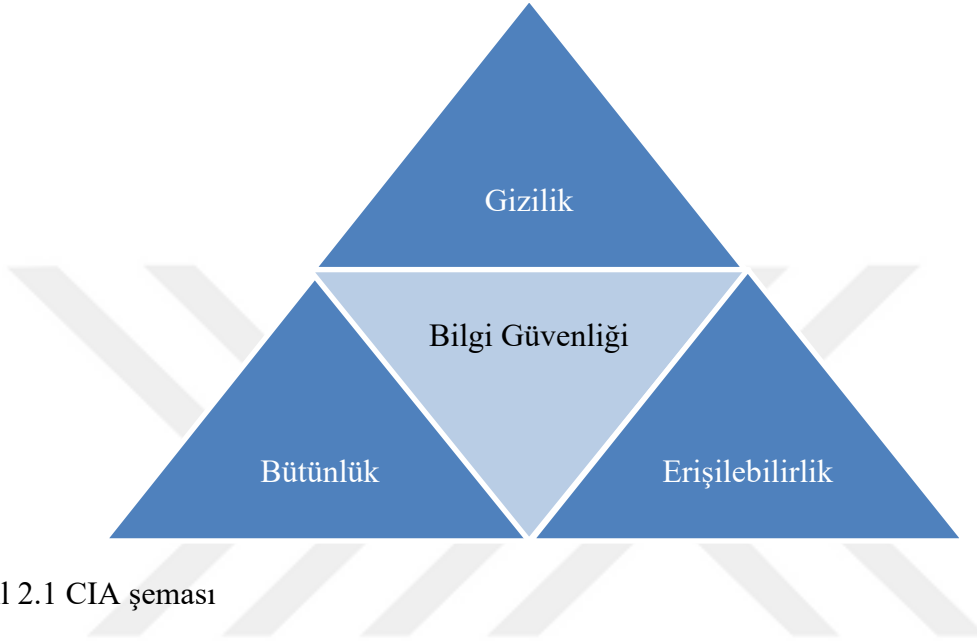 Gizilik
Bilgi Güvenliği
Bütünlük
Erişilebilirlik
l 2.1 CIA şeması